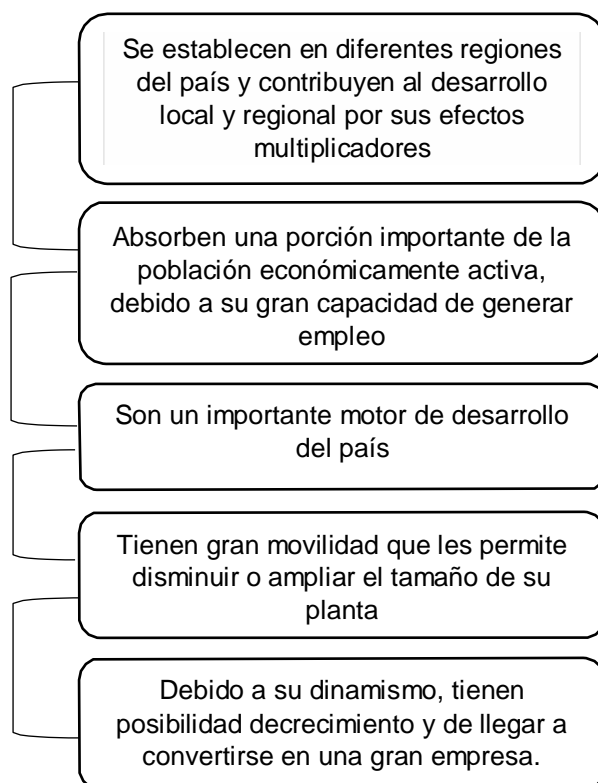 Se establecen en diferentes regiones
del país y contribuyen al desarrollo
local y regional por sus efectos
multiplicadores
Absorben una porción importante de la
población económicamente activa,
debido a su gran capacidad de generar
empleo
Son un importante motor de desarrollo
del país
Tienen gran movilidad que les permite
disminuir o ampliar el tamaño de su
planta
Debido a su dinamismo, tienen
posibilidad decrecimiento y de llegar a
convertirse en una gran empresa.